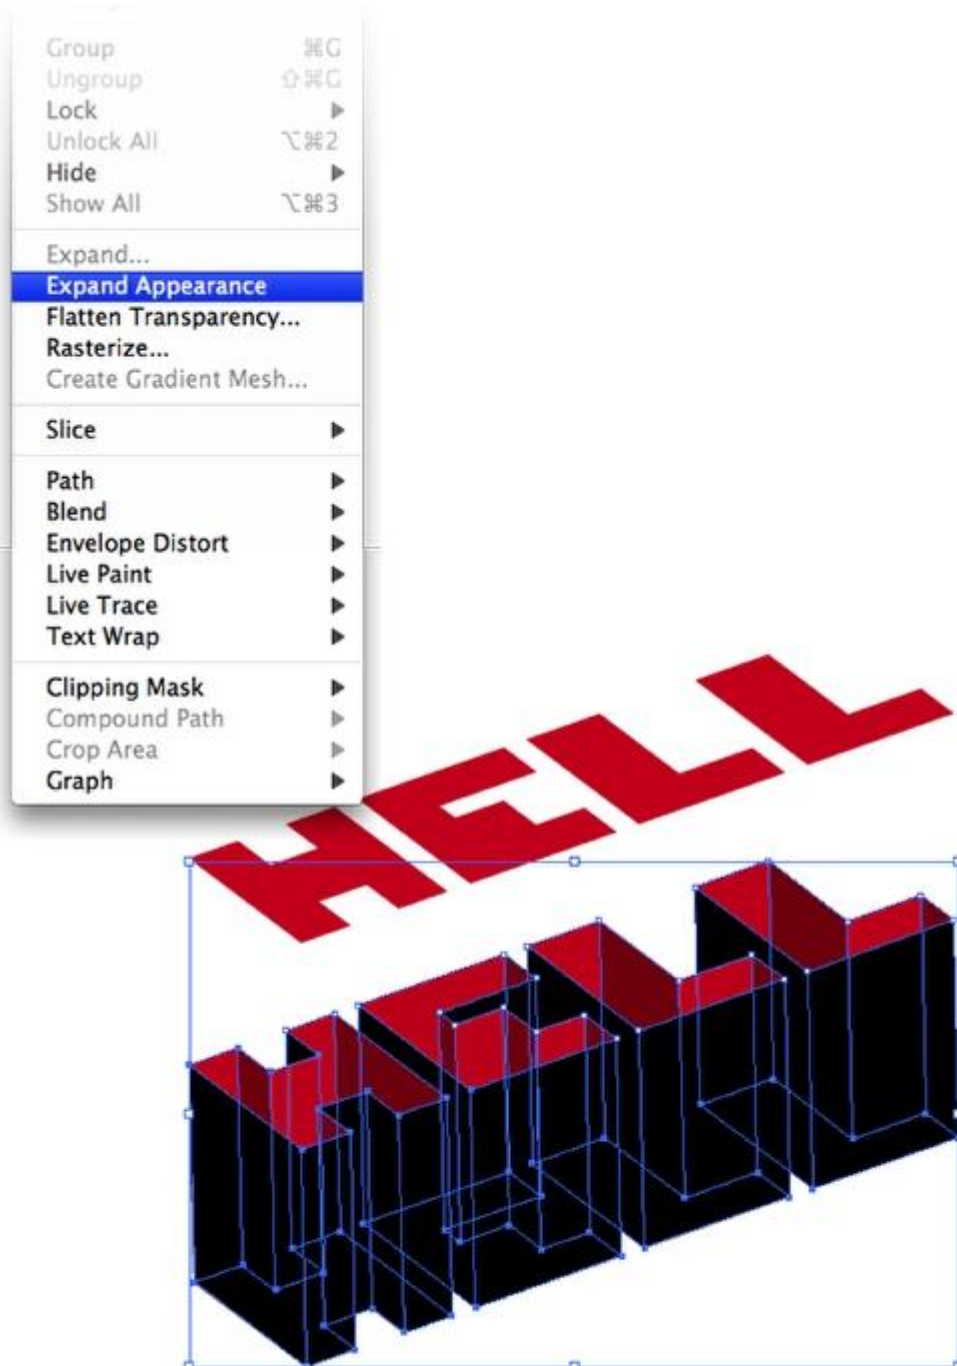 Group ⌘G
Ungroup ⇧⌘G
Lock
Unlock All ⌥⌘2
Hide
Show All ⌥⌘3
Expand...
Expand Appearance
Flatten Transparency...
Rasterize...
Create Gradient Mesh...
Slice
Path
Blend
Envelope Distort
Live Paint
Live Trace
Text Wrap
Clipping Mask
Compound Path
Crop Area
Graph
HELL
HELL